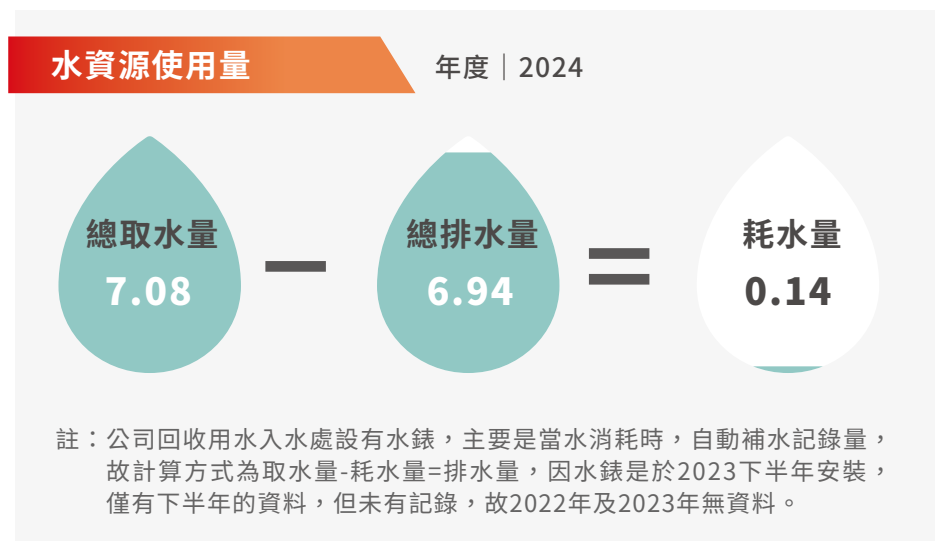 水資源使用量
年度｜2024
總取水量
7.08
－
總排水量
6.94
＝
耗水量
0.14
註：公司回收用水入水處設有水錶，主要是當水消耗時，自動補水記錄量，
故計算方式為取水量-耗水量=排水量，因水錶是於2023下半年安裝，
僅有下半年的資料，但未有記錄，故2022年及2023年無資料。